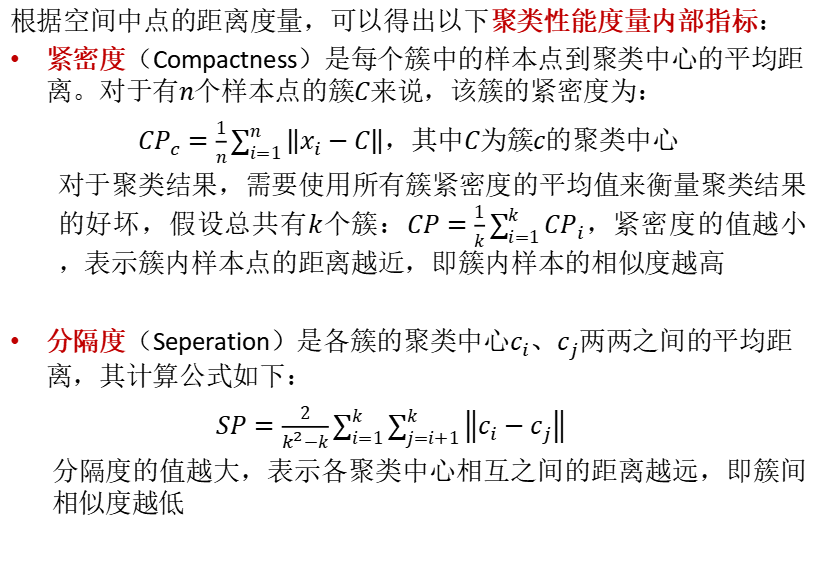 根据空间中点的距离度量，可以得出以下聚类性能度量内部指标：
• 紧密度（Compactness）是每个簇中的样本点到聚类中心的平均距
离。对于有n个样本点的簇C来说，该簇的紧密度为：
CP_c = \frac{1}{n}\sum_{i=1}^{n} ‖x_i − C‖，其中C为簇c的聚类中心
对于聚类结果，需要使用所有簇紧密度的平均值来衡量聚类结果
的好坏，假设总共有k个簇：CP = \frac{1}{k}\sum_{i=1}^{k} CP_i，紧密度的值越小
，表示簇内样本点的距离越近，即簇内样本的相似度越高
• 分隔度（Seperation）是各簇的聚类中心c_i、c_j两两之间的平均距
离，其计算公式如下：
SP = \frac{2}{k^2−k}\sum_{i=1}^{k}\sum_{j=i+1}^{k} ‖c_i − c_j‖
分隔度的值越大，表示各聚类中心相互之间的距离越远，即簇间
相似度越低